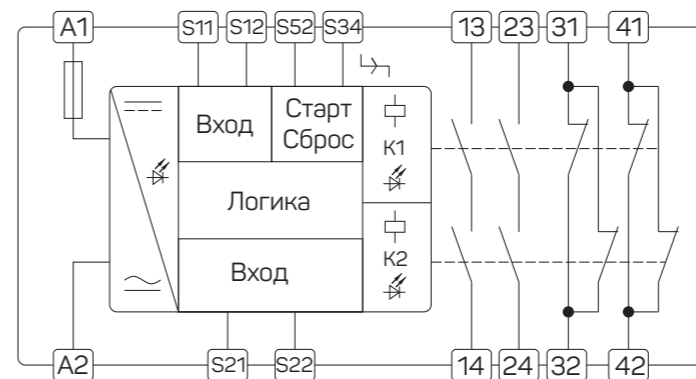 A1 S11 S12 S52 S34 13 23 31 41
Вход
Старт
Сброс
K1
Логика
Вход
K2
A2 S21 S22 14 24 32 42